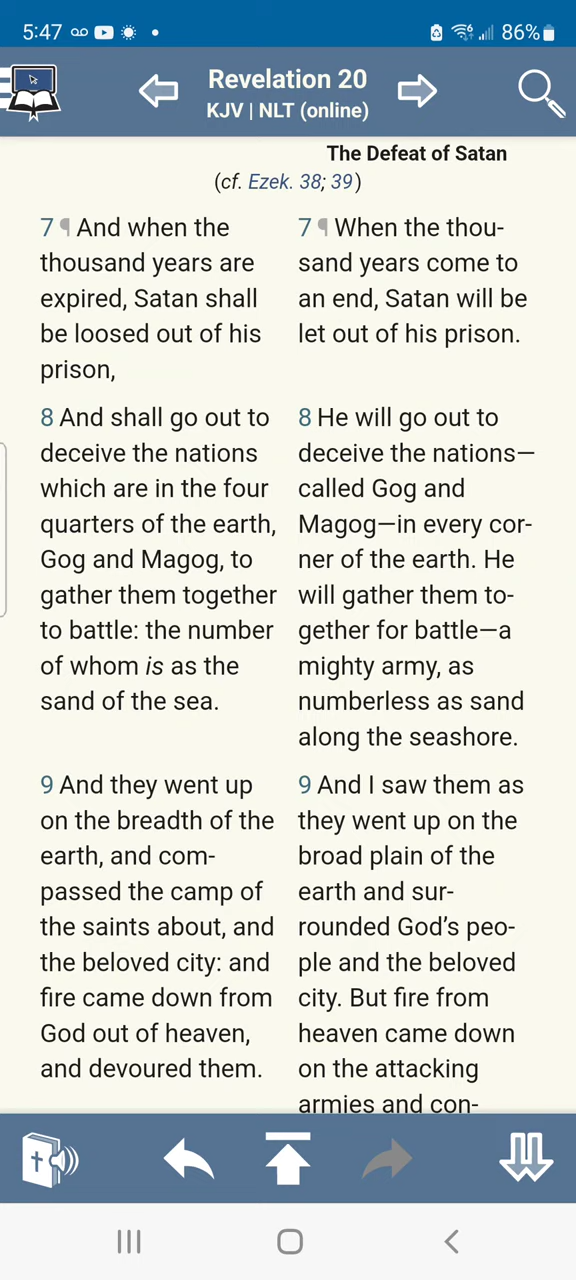 5:47
86%
Revelation 20
KJV | NLT (online)
The Defeat of Satan
(cf. Ezek. 38; 39)
7 ¶ And when the
thousand years are
expired, Satan shall
be loosed out of his
prison,
7 ¶ When the thou-
sand years come to
an end, Satan will be
let out of his prison.
8 And shall go out to
deceive the nations
which are in the four
quarters of the earth,
Gog and Magog, to
gather them together
to battle: the number
of whom is as the
sand of the sea.
8 He will go out to
deceive the nations—
called Gog and
Magog—in every cor-
ner of the earth. He
will gather them to-
gether for battle—a
mighty army, as
numberless as sand
along the seashore.
9 And they went up
on the breadth of the
earth, and com-
passed the camp of
the saints about, and
the beloved city: and
fire came down from
God out of heaven,
and devoured them.
9 And I saw them as
they went up on the
broad plain of the
earth and sur-
rounded God’s peo-
ple and the beloved
city. But fire from
heaven came down
on the attacking
armies and con-